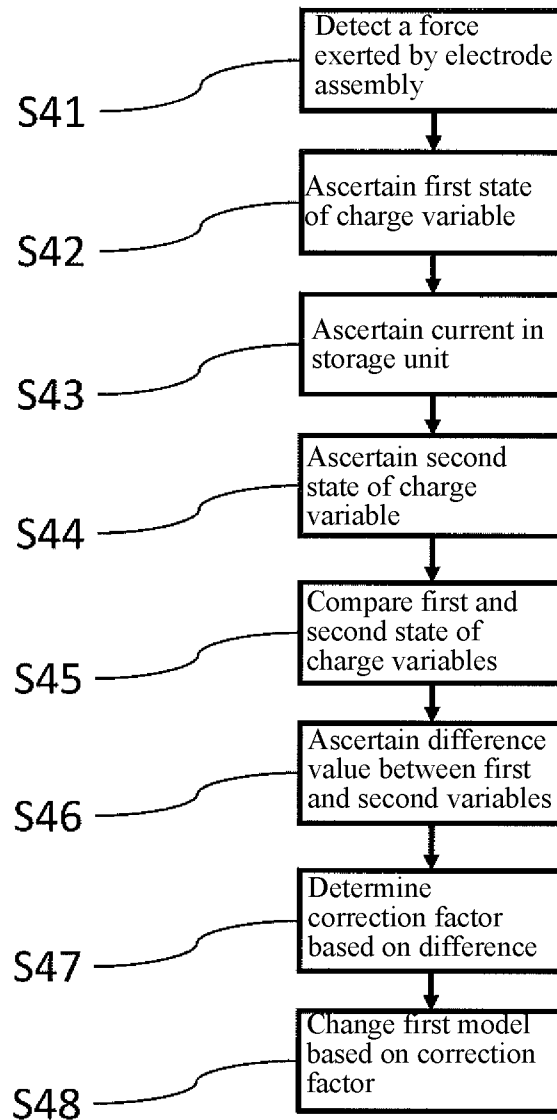 Detect a force
exerted by electrode
assembly
S41
Ascertain first state
of charge variable
S42
Ascertain current in
storage unit
S43
Ascertain second
state of charge
variable
S44
Compare first and
second state of
charge variables
S45
Ascertain difference
value between first
and second variables
S46
Determine
correction factor
based on difference
S47
Change first model
based on correction
factor
S48